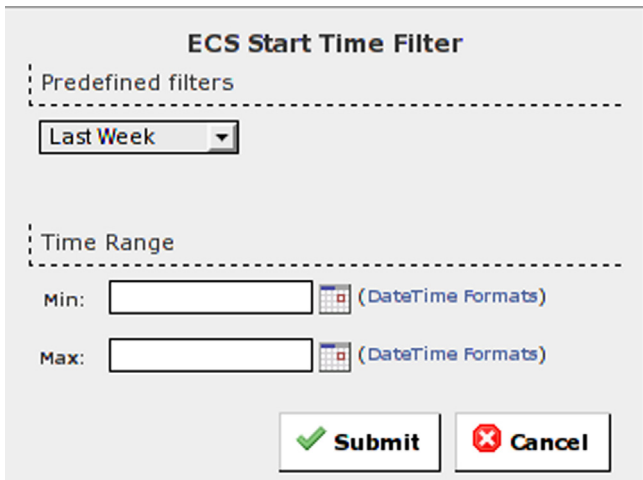 ECS Start Time Filter
Predefined filters
Last Week
Time Range
Min: (DateTime Formats)
Max: (DateTime Formats)
Submit Cancel